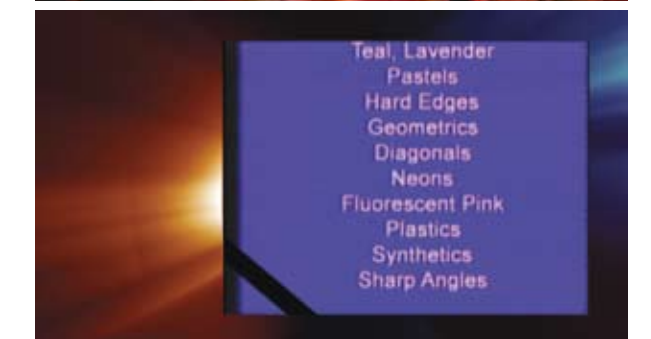 Teal, Lavender
Pastels
Hard Edges
Geometrics
Diagonals
Neons
Fluorescent Pink
Plastics
Synthetics
Sharp Angles